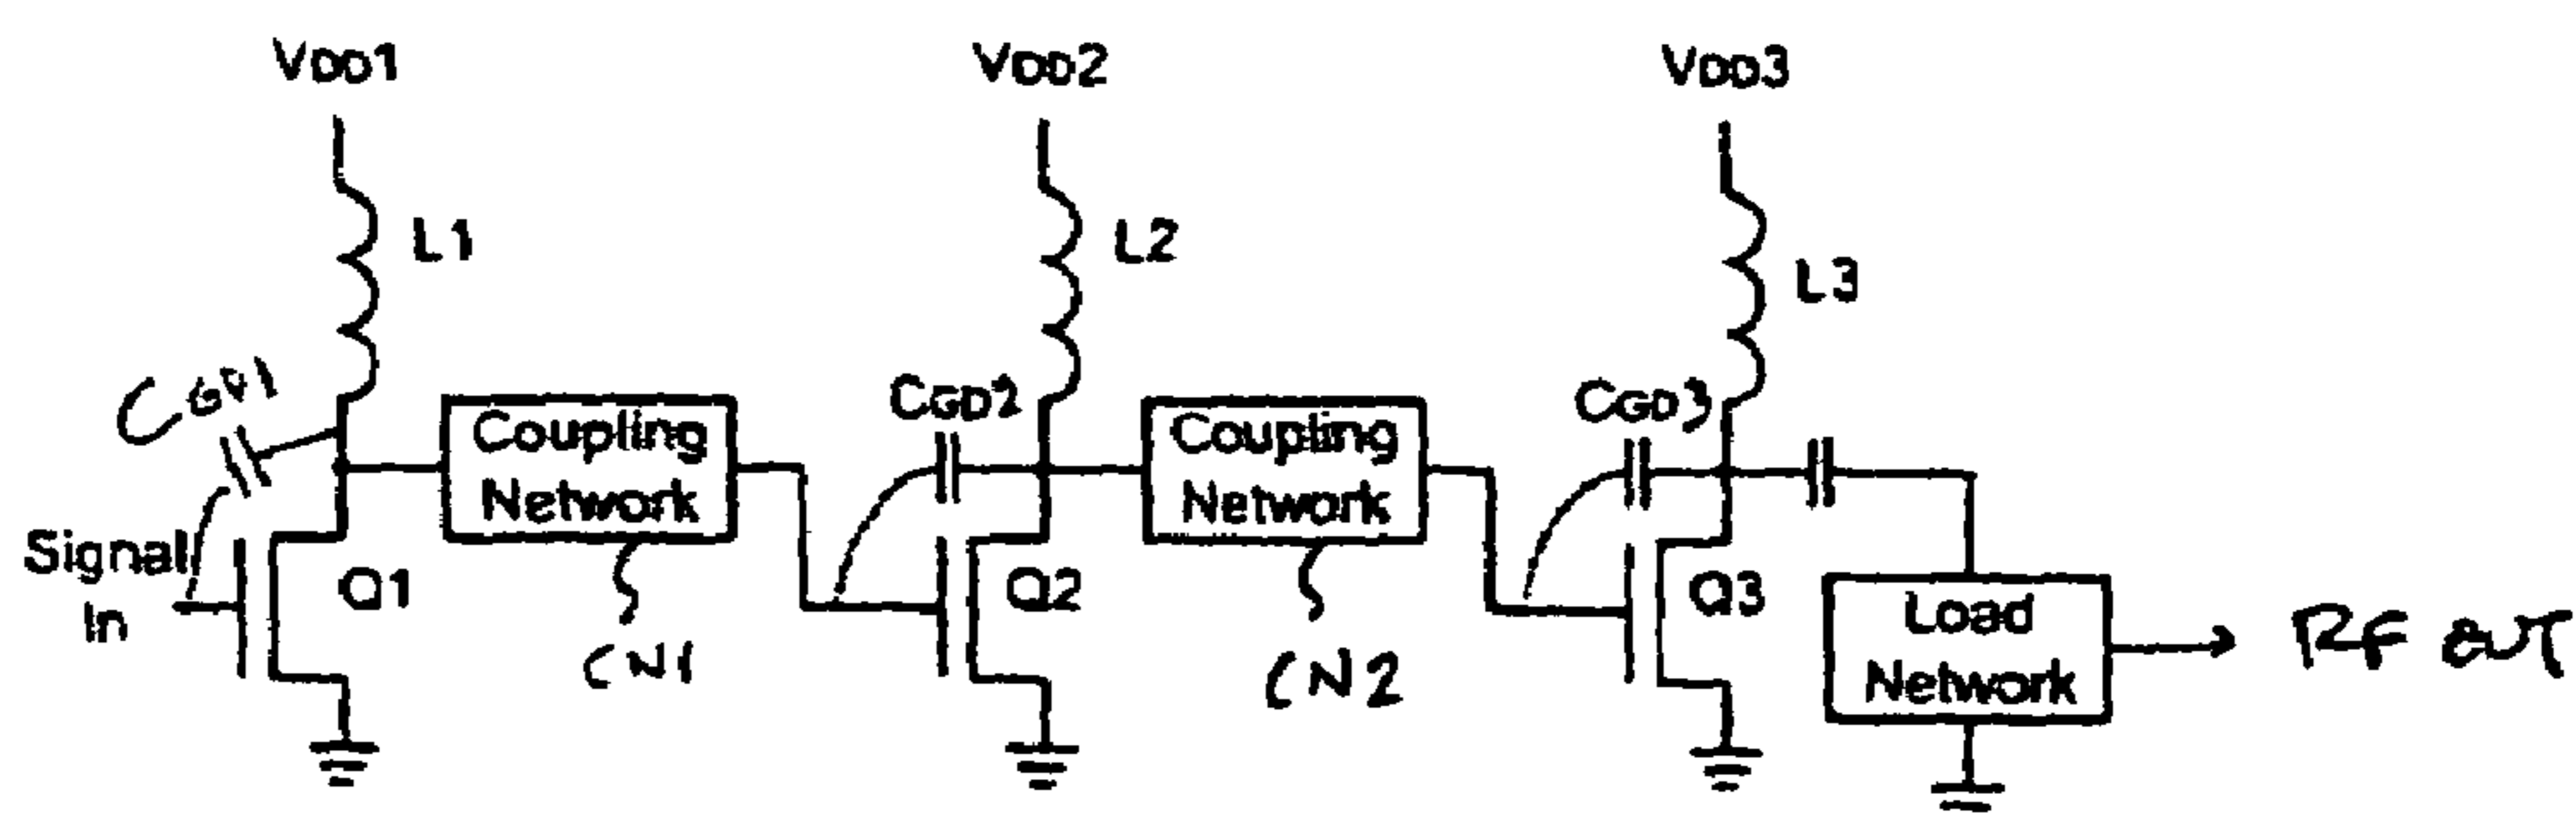 VDD1
VDD2
VDD3
L1
L2
L3
CGD1
Coupling
Network
CGD2
Coupling
Network
CGD3
Signal
In
Q1
Q2
Q3
Load
Network
CN1
CN2
RF OUT